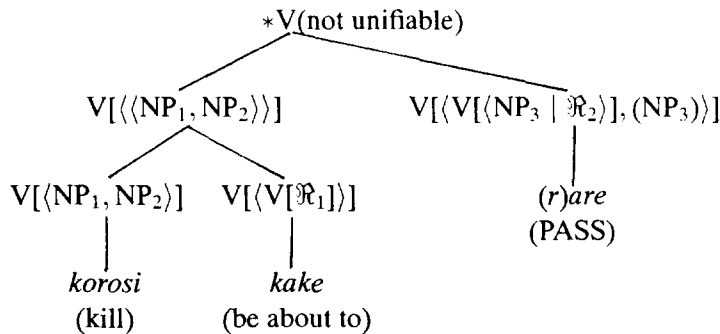 *V(not unifiable)
V[⟨⟨NP₁, NP₂⟩⟩] V[⟨V[⟨NP₃ | ℜ₂⟩], (NP₃)⟩]
V[⟨NP₁, NP₂⟩] V[⟨V[ℜ₁]⟩] (r)are
(PASS)
korosi kake
(kill) (be about to)